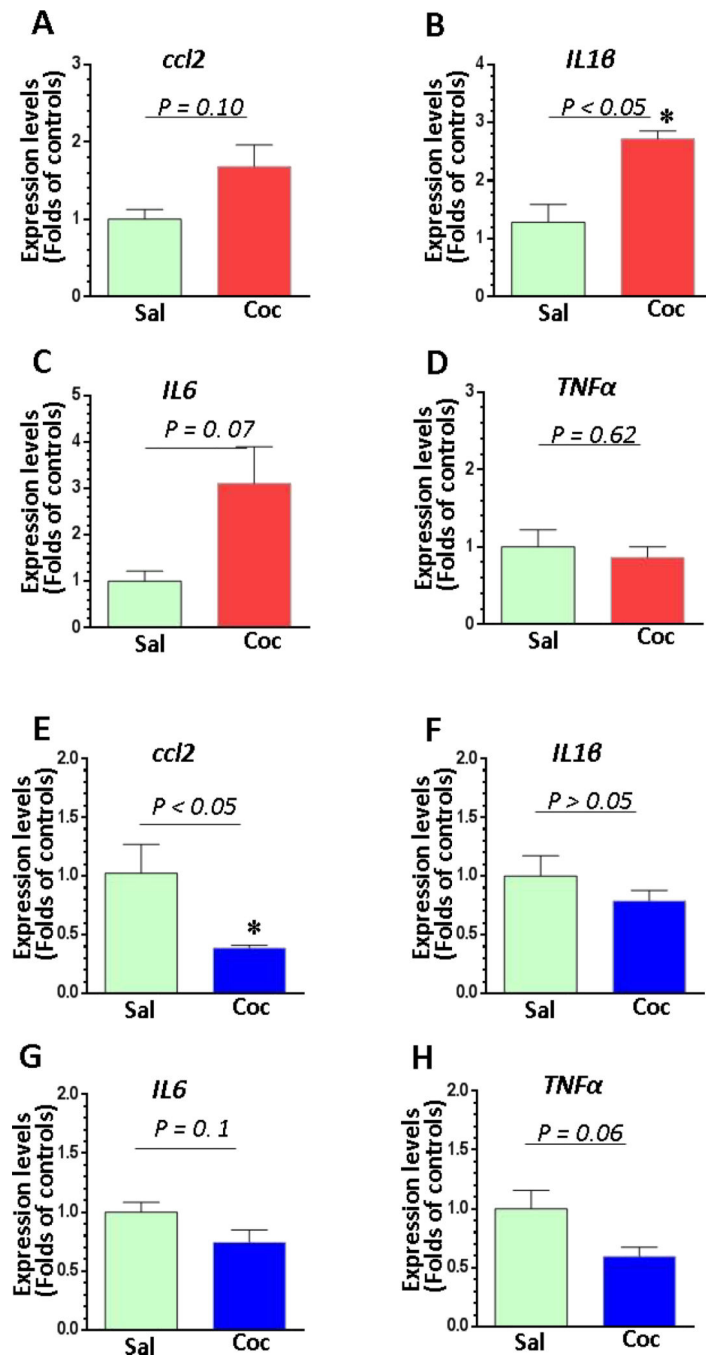 A
ccl2
Expression levels
(Folds of controls)
3
2
1
0
P = 0.10
Sal
Coc
B
IL1β
Expression levels
(Folds of controls)
4
3
2
1
0
P < 0.05
*
Sal
Coc
C
IL6
Expression levels
(Folds of controls)
5
4
3
2
1
0
P = 0. 07
Sal
Coc
D
TNFα
Expression levels
(Folds of controls)
3
2
1
0
P = 0.62
Sal
Coc
E
ccl2
Expression levels
(Folds of controls)
2.0
1.5
1.0
0.5
0.0
P < 0.05
*
Sal
Coc
F
IL1β
Expression levels
(Folds of controls)
2.0
1.5
1.0
0.5
0.0
P > 0.05
Sal
Coc
G
IL6
Expression levels
(Folds of controls)
2.0
1.5
1.0
0.5
0.0
P = 0. 1
Sal
Coc
H
TNFα
Expression levels
(Folds of controls)
2.0
1.5
1.0
0.5
0.0
P = 0.06
Sal
Coc